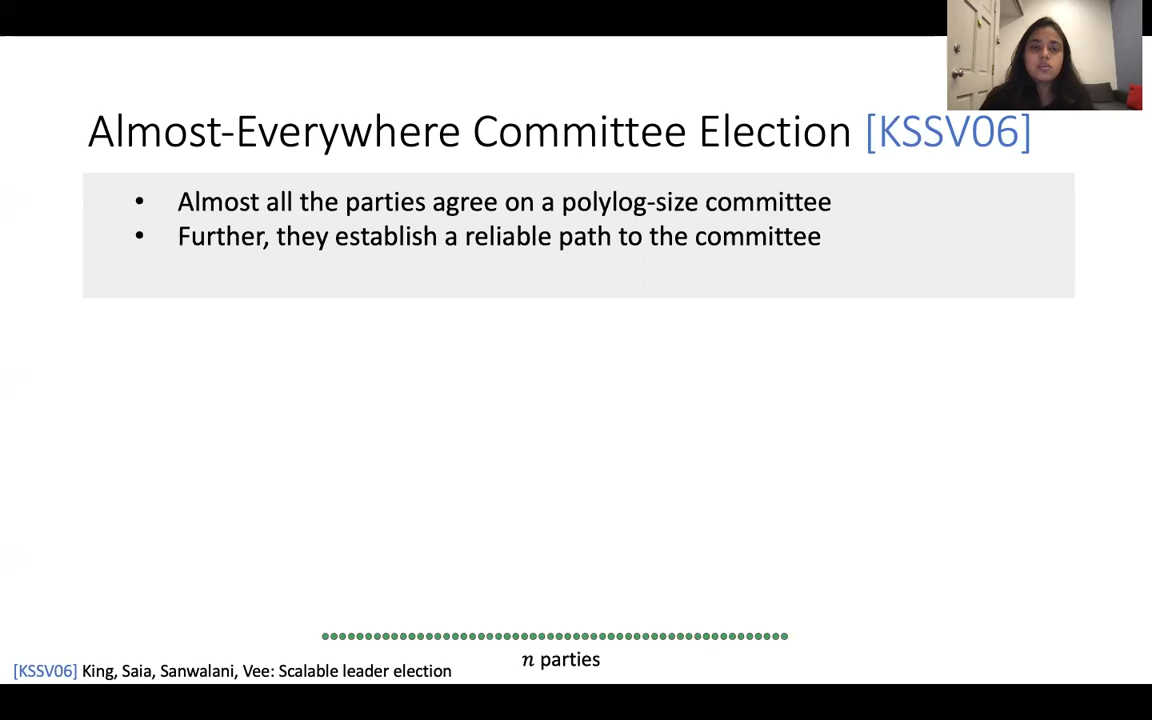 Almost-Everywhere Committee Election [KSSV06]
• Almost all the parties agree on a polylog-size committee
• Further, they establish a reliable path to the committee
n parties
[KSSV06] King, Saia, Sanwalani, Vee: Scalable leader election